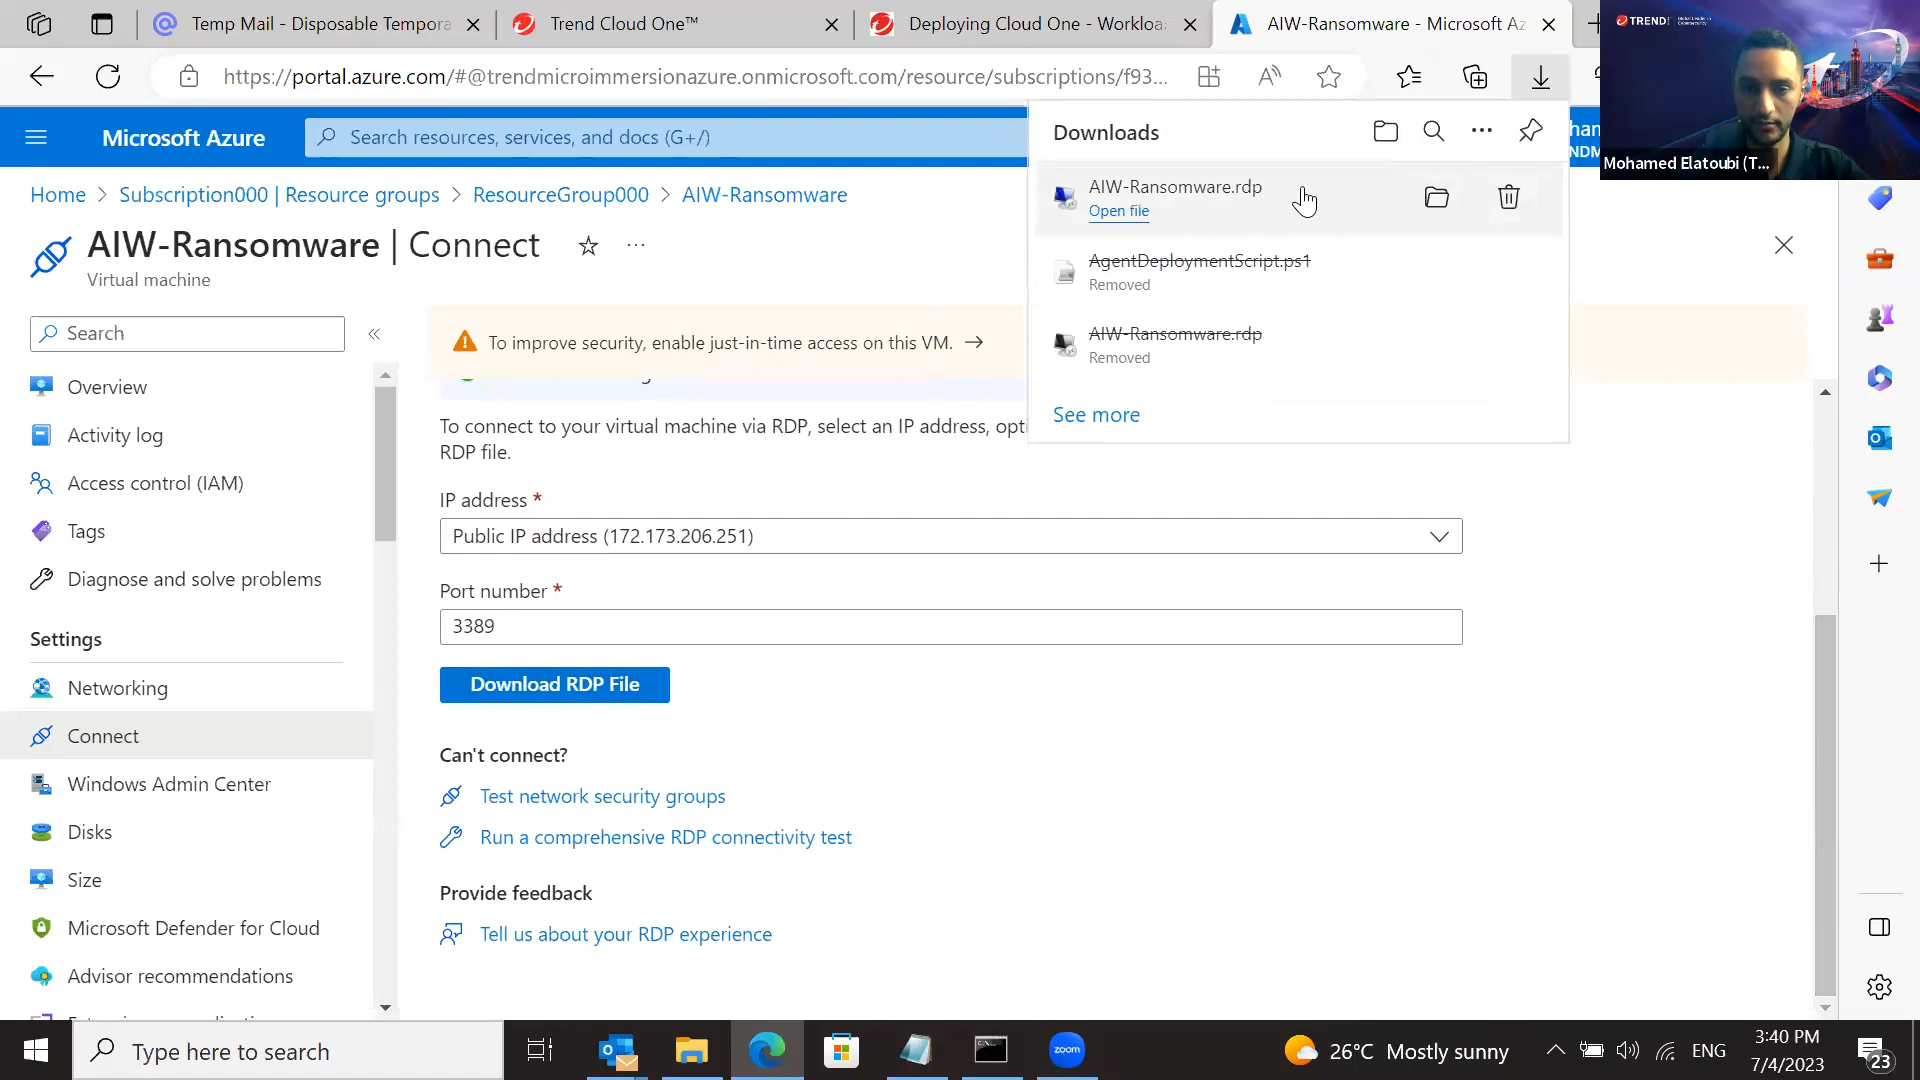 Temp Mail - Disposable Tempora
Trend Cloud One™
Deploying Cloud One - Workloa
AIW-Ransomware - Microsoft Az
https://portal.azure.com/#@trendmicroimmersionazure.onmicrosoft.com/resource/subscriptions/f93...
TREND
Mohamed Elatoubi (T...
Microsoft Azure
Search resources, services, and docs (G+/)
Downloads
AIW-Ransomware.rdp
Open file
AgentDeploymentScript.ps1
Removed
AIW-Ransomware.rdp
Removed
See more
Home > Subscription000 | Resource groups > ResourceGroup000 > AIW-Ransomware
AIW-Ransomware | Connect
Virtual machine
Search
To improve security, enable just-in-time access on this VM.
Overview
Activity log
Access control (IAM)
Tags
Diagnose and solve problems
Settings
Networking
Connect
Windows Admin Center
Disks
Size
Microsoft Defender for Cloud
Advisor recommendations
To connect to your virtual machine via RDP, select an IP address, opti
RDP file.
IP address *
Public IP address (172.173.206.251)
Port number *
3389
Download RDP File
Can't connect?
Test network security groups
Run a comprehensive RDP connectivity test
Provide feedback
Tell us about your RDP experience
Type here to search
zoom
26°C Mostly sunny
ENG
3:40 PM
7/4/2023
23